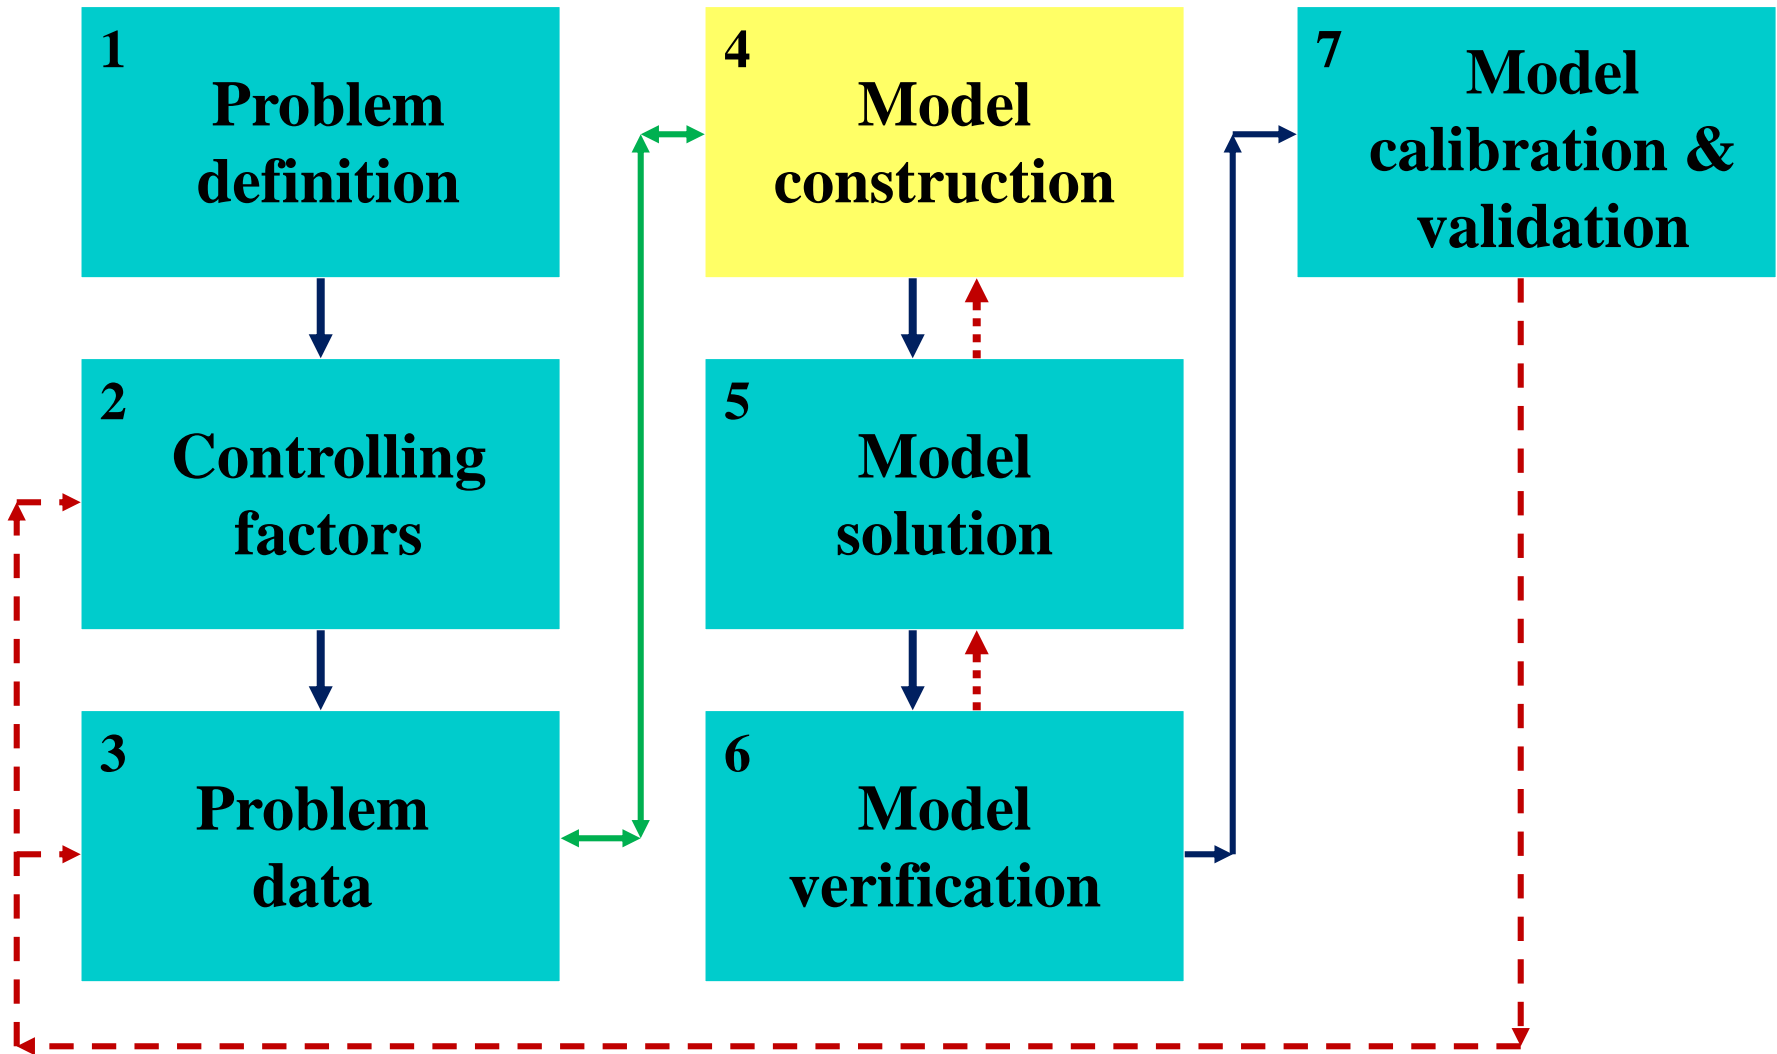 1
Problem
definition
2
Controlling
factors
3
Problem
data
4
Model
construction
5
Model
solution
6
Model
verification
7
Model
calibration &
validation